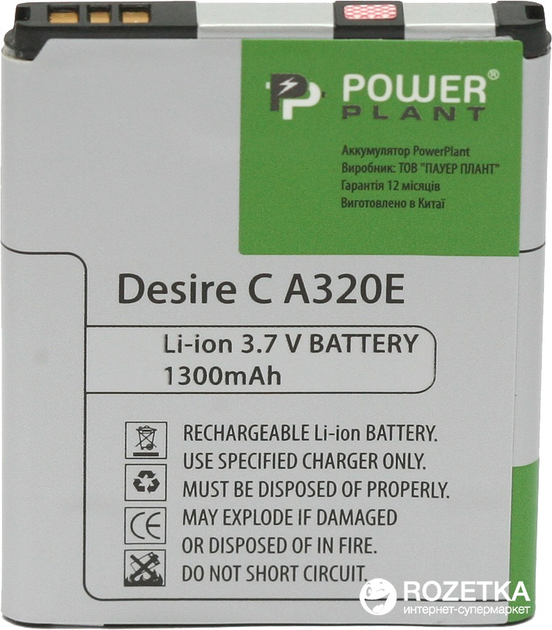 POWER®
PLANT
Аккумулятор PowerPlant
Виробник: ТОВ "ПАУЕР ПЛАНТ"
Гарантія 12 місяців
Виготовлено в Китаї
Desire C A320E
Li-ion 3.7 V BATTERY
1300mAh
RECHARGEABLE Li-ion BATTERY.
USE SPECIFIED CHARGER ONLY.
MUST BE DISPOSED OF PROPERLY.
MAY EXPLODE IF DAMAGED
OR DISPOSED OF IN FIRE.
DO NOT SHORT CIRCUIT.
CE
ROZETKA
интернет-супермаркет